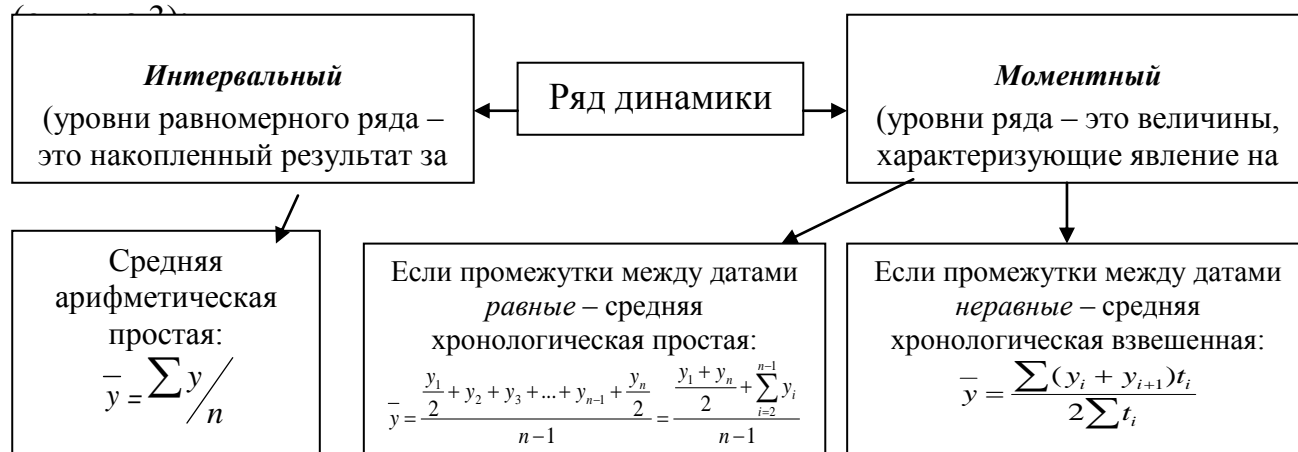 Ряд динамики
Интервальный
(уровни равномерного ряда –
это накопленный результат за
Моментный
(уровни ряда – это величины,
характеризующие явление на
Средняя
арифметическая
простая:
y̅ = ∑ y / n
Если промежутки между датами
равные – средняя
хронологическая простая:
y̅ = (y₁/2 + y₂ + y₃ + ... + yₙ₋₁ + yₙ/2) / (n − 1) = ((y₁ + yₙ)/2 + ∑ᵢ₌₂ⁿ⁻¹ yᵢ) / (n − 1)
Если промежутки между датами
неравные – средняя
хронологическая взвешенная:
y̅ = ∑(yᵢ + yᵢ₊₁)tᵢ / 2∑tᵢ